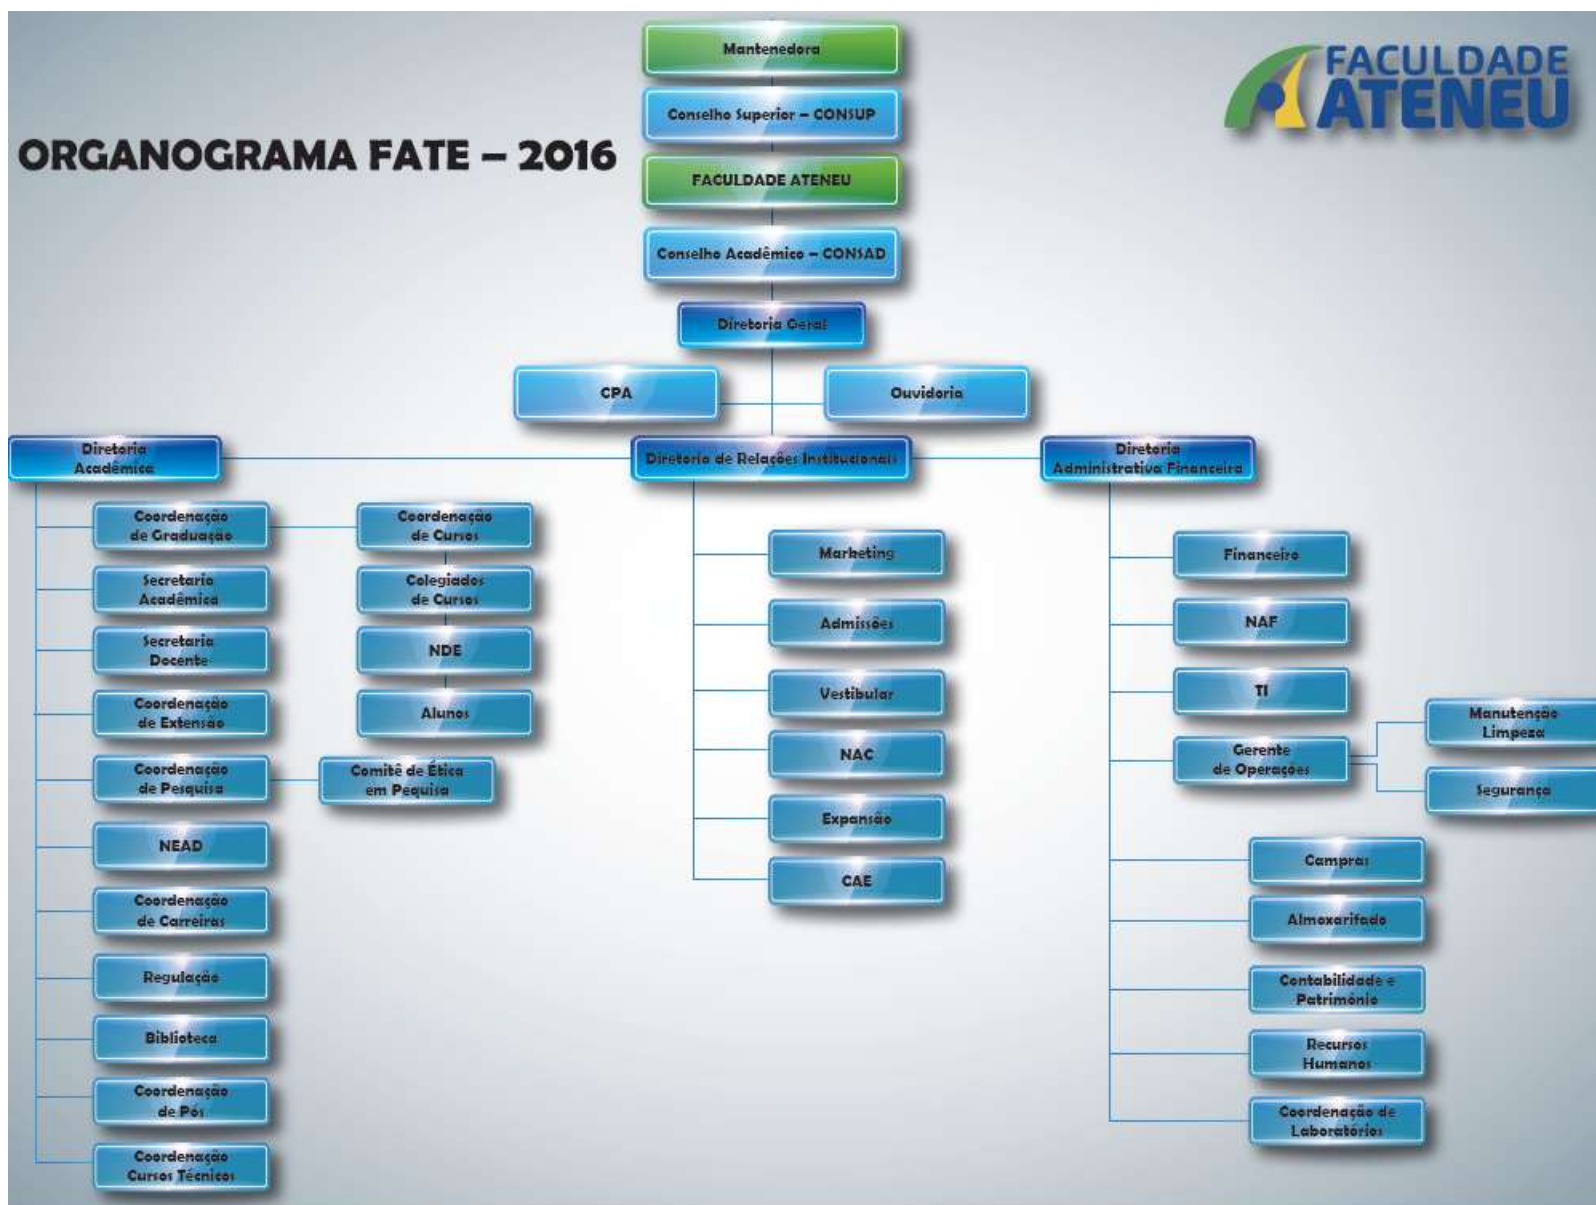 Mantenedora
FACULDADE
ATENEU
Conselho Superior – CONSUP
ORGANOGRAMA FATE – 2016
FACULDADE ATENEU
Conselho Acadêmico – CONSAD
Diretoria Geral
CPA
Ouvidoria
Diretoria
Acadêmica
Diretoria de Relações Institucionais
Diretoria
Administrativa Financeira
Coordenação
de Graduação
Coordenação
de Cursos
Secretario
Acadêmica
Colegiados
de Cursos
Secretaria
Docente
NDE
Coordenação
de Extensão
Alunos
Coordenação
de Pesquisa
Comitê de Ética
em Pequisa
NEAD
Coordenação
de Carreiras
Regulação
Biblioteca
Coordenação
de Pós
Coordenação
Cursos Técnicos
Marketing
Admissões
Vestibular
NAC
Expansão
CAE
Financeiro
NAF
TI
Gerente
de Operações
Manutenção
Limpeza
Segurança
Campras
Almoxarifado
Contabilidade e
Patrimônio
Recursos
Humanos
Coordenação de
Laboratórios